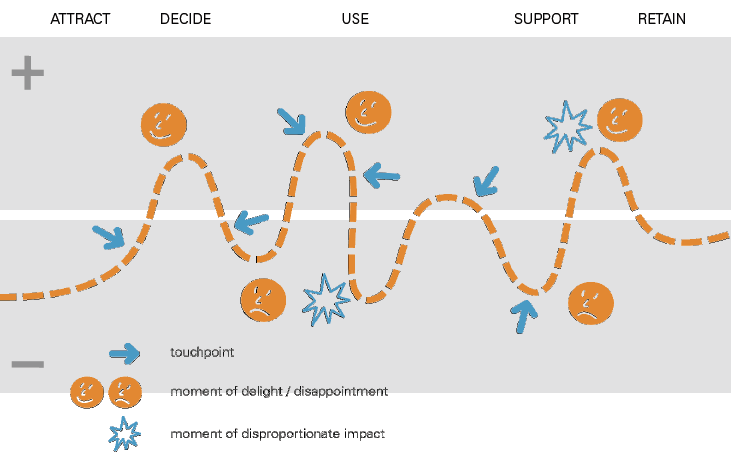 ATTRACT DECIDE USE SUPPORT RETAIN
+
−
touchpoint
moment of delight / disappointment
moment of disproportionate impact